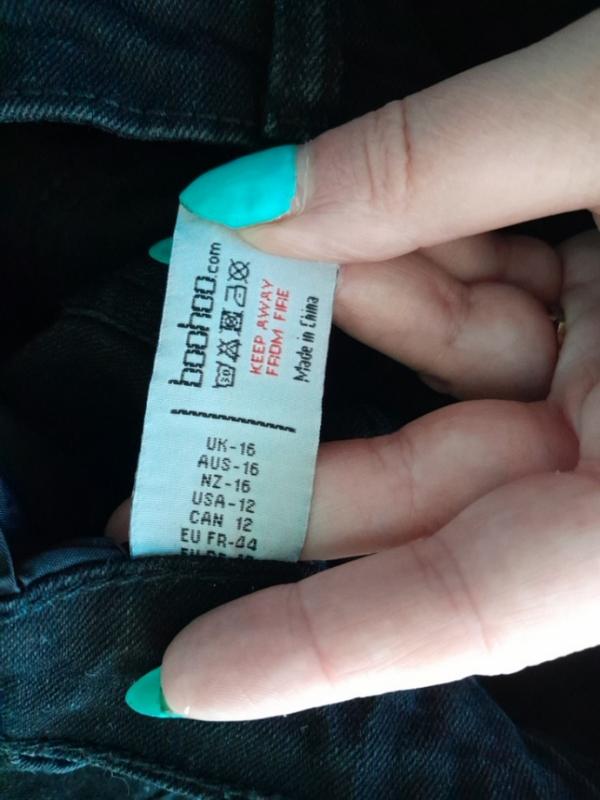 boohoo.com
30
KEEP AWAY
FROM FIRE
Made in China
UK-16
AUS-16
NZ-16
USA-12
CAN 12
EU FR-44